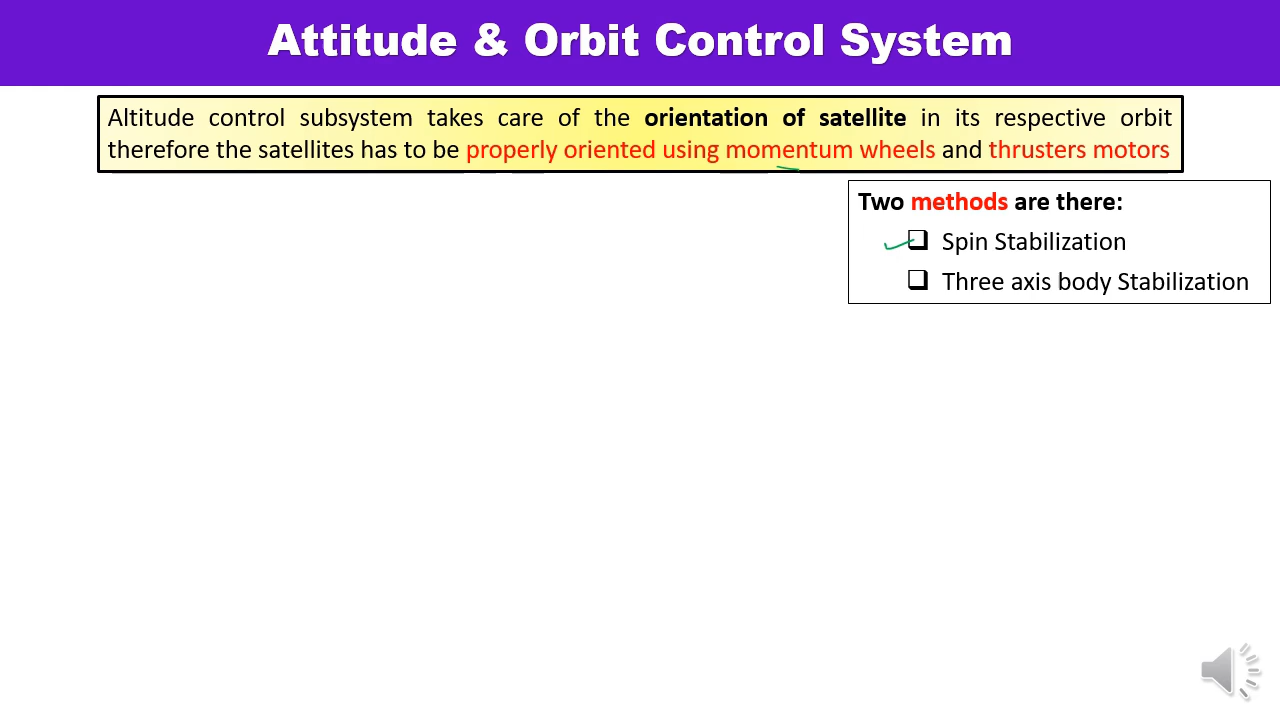 Attitude & Orbit Control System
Altitude control subsystem takes care of the orientation of satellite in its respective orbit
therefore the satellites has to be properly oriented using momentum wheels and thrusters motors
Two methods are there:
Spin Stabilization
Three axis body Stabilization